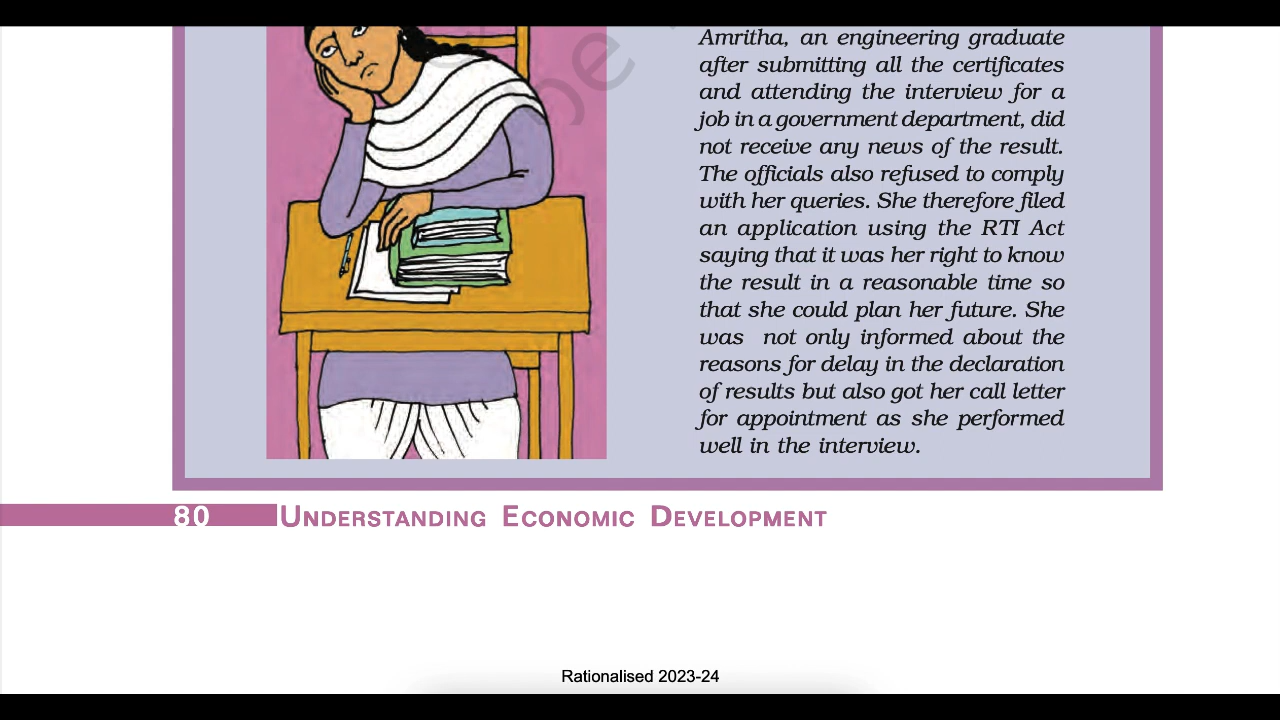 Amritha, an engineering graduate
after submitting all the certificates
and attending the interview for a
job in a government department, did
not receive any news of the result.
The officials also refused to comply
with her queries. She therefore filed
an application using the RTI Act
saying that it was her right to know
the result in a reasonable time so
that she could plan her future. She
was not only informed about the
reasons for delay in the declaration
of results but also got her call letter
for appointment as she performed
well in the interview.
80 UNDERSTANDING ECONOMIC DEVELOPMENT
Rationalised 2023-24
be